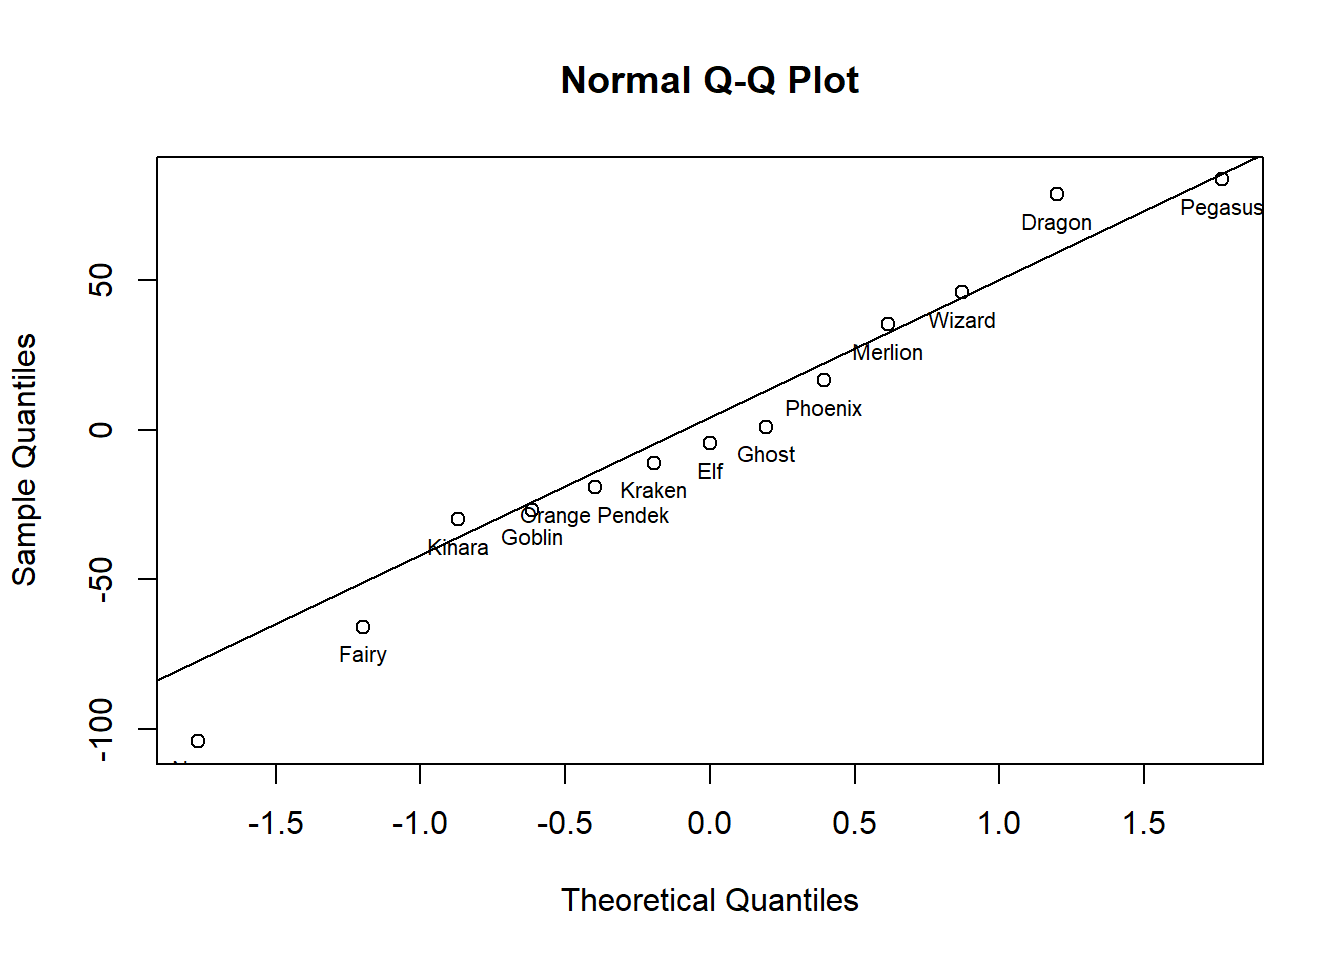 Normal Q-Q Plot
Dragon
Pegasus
Wizard
Merlion
Phoenix
Ghost
Elf
Kraken
Orange Pendek
Goblin
Kinara
Fairy
50
0
-50
-100
Sample Quantiles
-1.5
-1.0
-0.5
0.0
0.5
1.0
1.5
Theoretical Quantiles